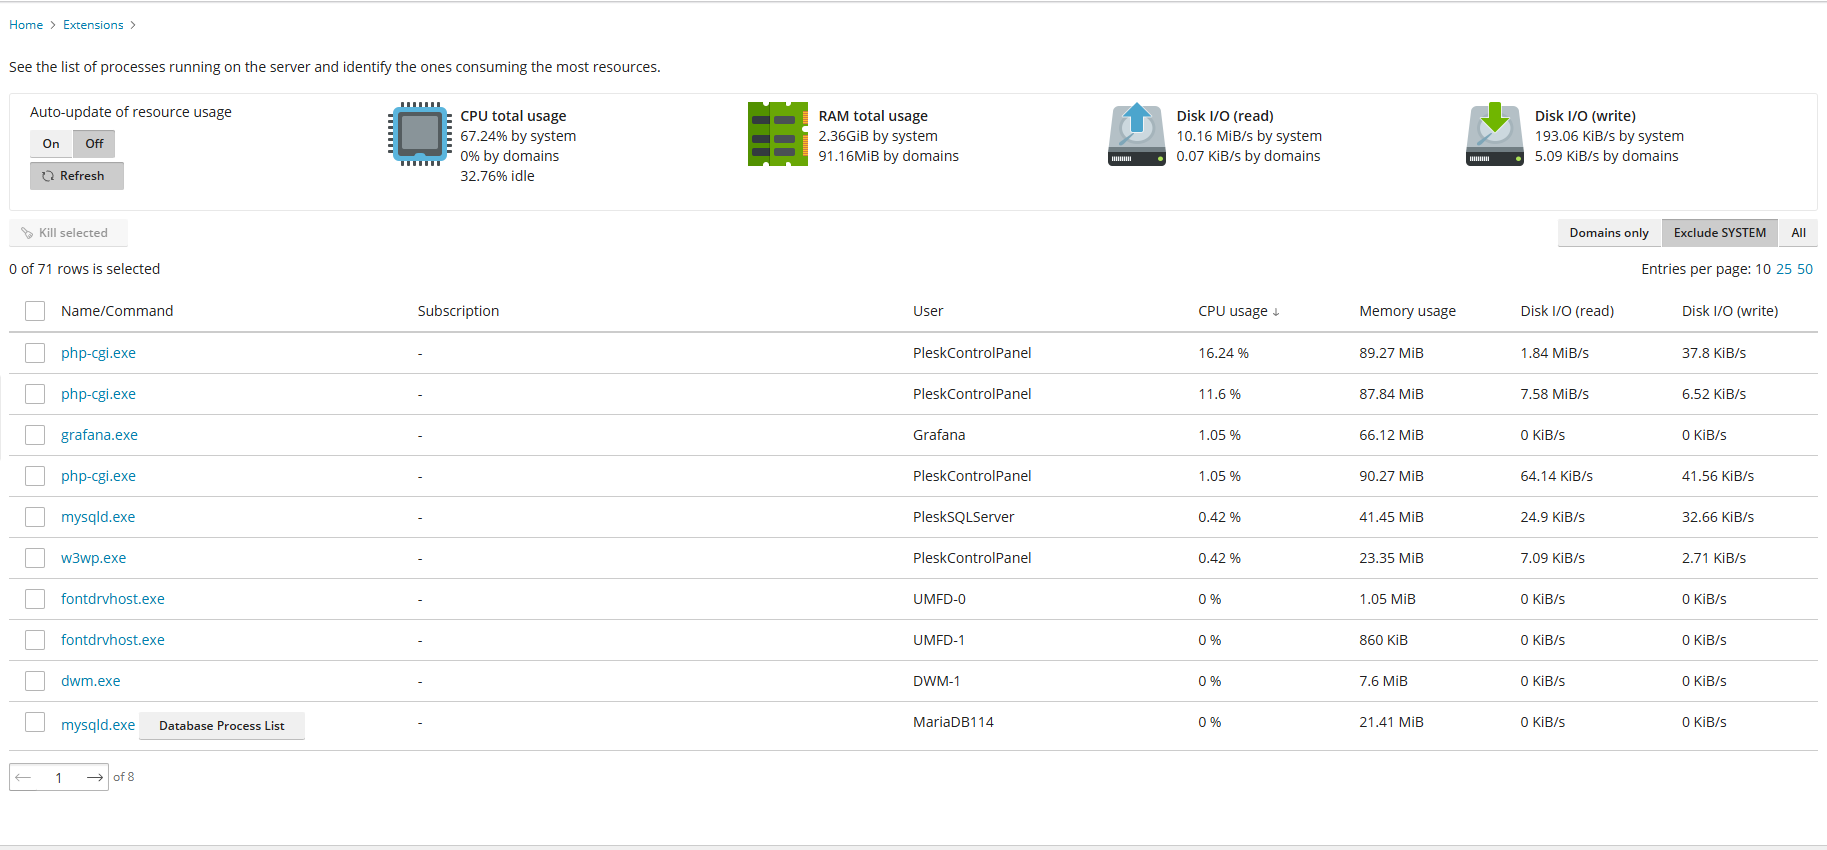 Home > Extensions >
See the list of processes running on the server and identify the ones consuming the most resources.
Auto-update of resource usage
On Off
Refresh
CPU total usage
67.24% by system
0% by domains
32.76% idle
RAM total usage
2.36GiB by system
91.16MiB by domains
Disk I/O (read)
10.16 MiB/s by system
0.07 KiB/s by domains
Disk I/O (write)
193.06 KiB/s by system
5.09 KiB/s by domains
Kill selected
Domains only Exclude SYSTEM All
0 of 71 rows is selected
Entries per page: 10 25 50
Name/Command Subscription User CPU usage ↓ Memory usage Disk I/O (read) Disk I/O (write)
php-cgi.exe - PleskControlPanel 16.24 % 89.27 MiB 1.84 MiB/s 37.8 KiB/s
php-cgi.exe - PleskControlPanel 11.6 % 87.84 MiB 7.58 MiB/s 6.52 KiB/s
grafana.exe - Grafana 1.05 % 66.12 MiB 0 KiB/s 0 KiB/s
php-cgi.exe - PleskControlPanel 1.05 % 90.27 MiB 64.14 KiB/s 41.56 KiB/s
mysqld.exe - PleskSQLServer 0.42 % 41.45 MiB 24.9 KiB/s 32.66 KiB/s
w3wp.exe - PleskControlPanel 0.42 % 23.35 MiB 7.09 KiB/s 2.71 KiB/s
fontdrvhost.exe - UMFD-0 0 % 1.05 MiB 0 KiB/s 0 KiB/s
fontdrvhost.exe - UMFD-1 0 % 860 KiB 0 KiB/s 0 KiB/s
dwm.exe - DWM-1 0 % 7.6 MiB 0 KiB/s 0 KiB/s
mysqld.exe Database Process List - MariaDB114 0 % 21.41 MiB 0 KiB/s 0 KiB/s
← 1 → of 8